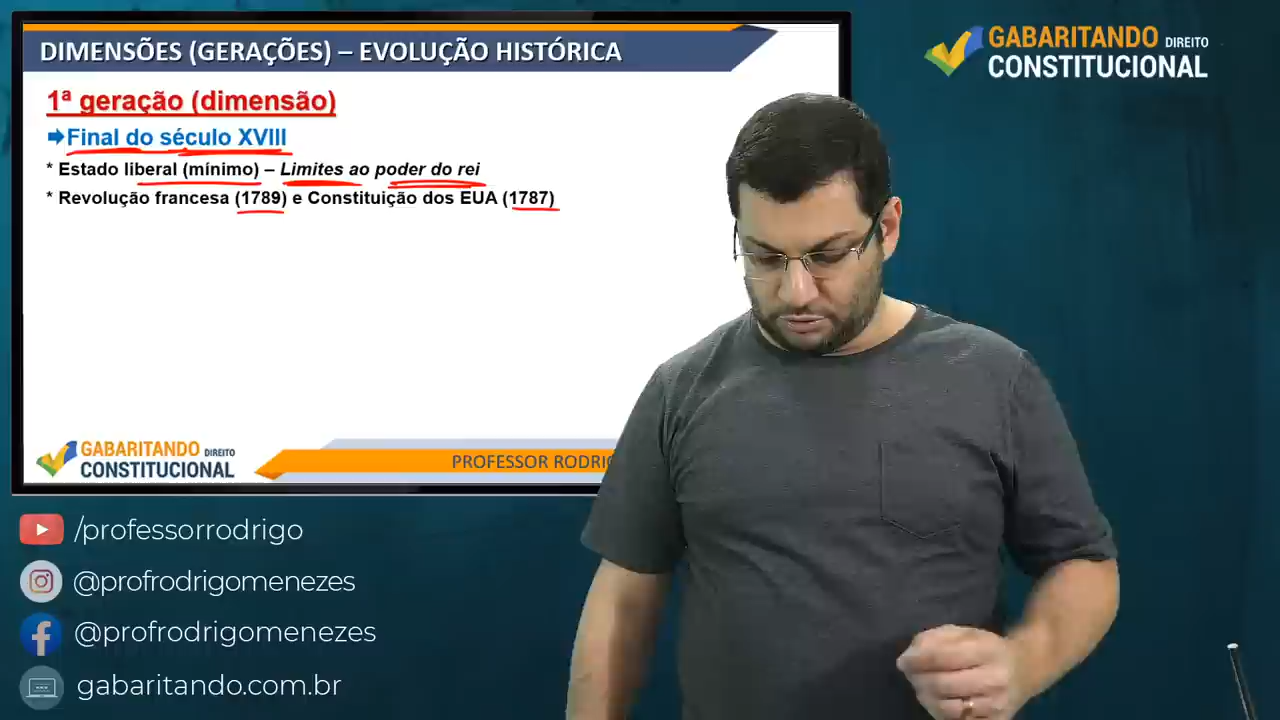 DIMENSÕES (GERAÇÕES) – EVOLUÇÃO HISTÓRICA
1ª geração (dimensão)
Final do século XVIII
* Estado liberal (mínimo) – Limites ao poder do rei
* Revolução francesa (1789) e Constituição dos EUA (1787)
GABARITANDO DIREITO
CONSTITUCIONAL
PROFESSOR
GABARITANDO DIREITO
CONSTITUCIONAL
/professorrodrigo
@profrodrigomenezes
@profrodrigomenezes
gabaritando.com.br